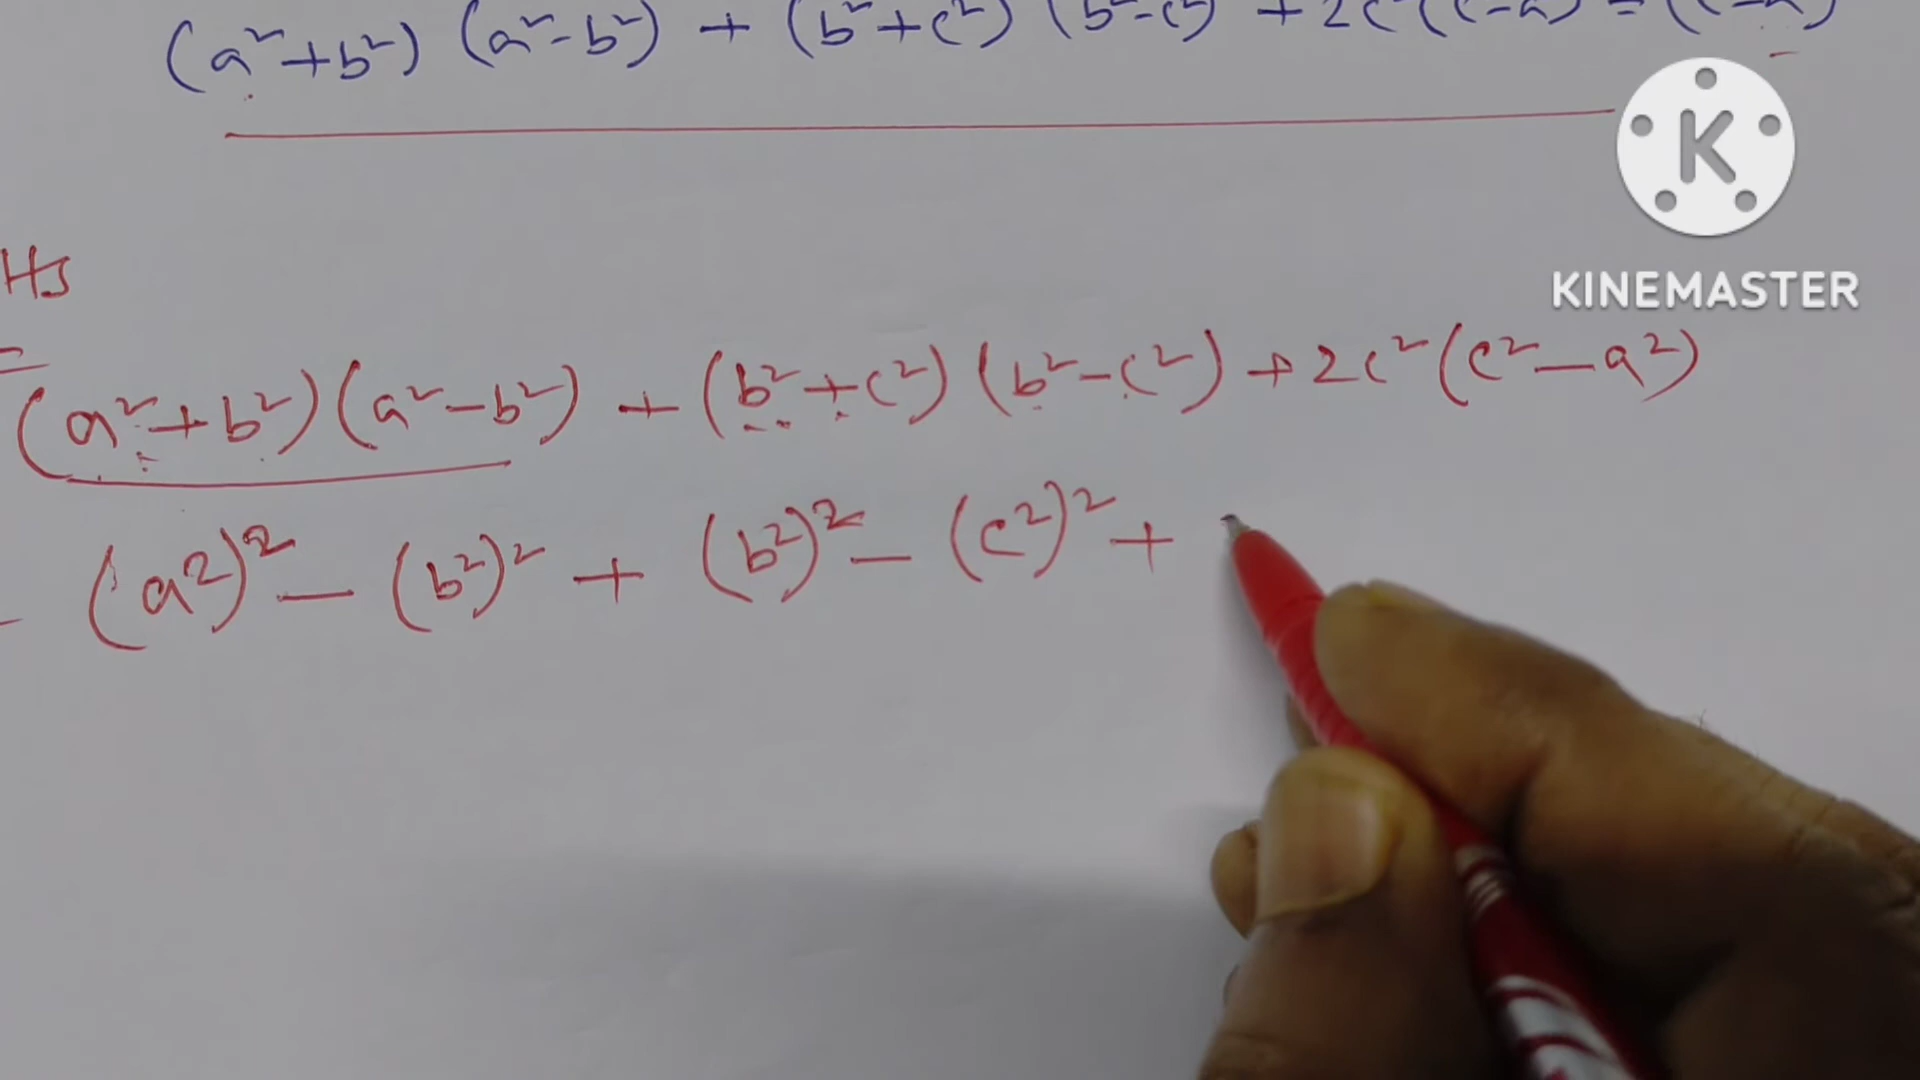 (a²+b²) (a²-b²) + (b²+c²) (b²-c²) + 2c²(c²-a²) = (c²-a²)
KINEMASTER
HS
= (a²+b²)(a²-b²) + (b²+c²)(b²-c²) + 2c²(c²-a²)
(a²)² - (b²)² + (b²)² - (c²)² +